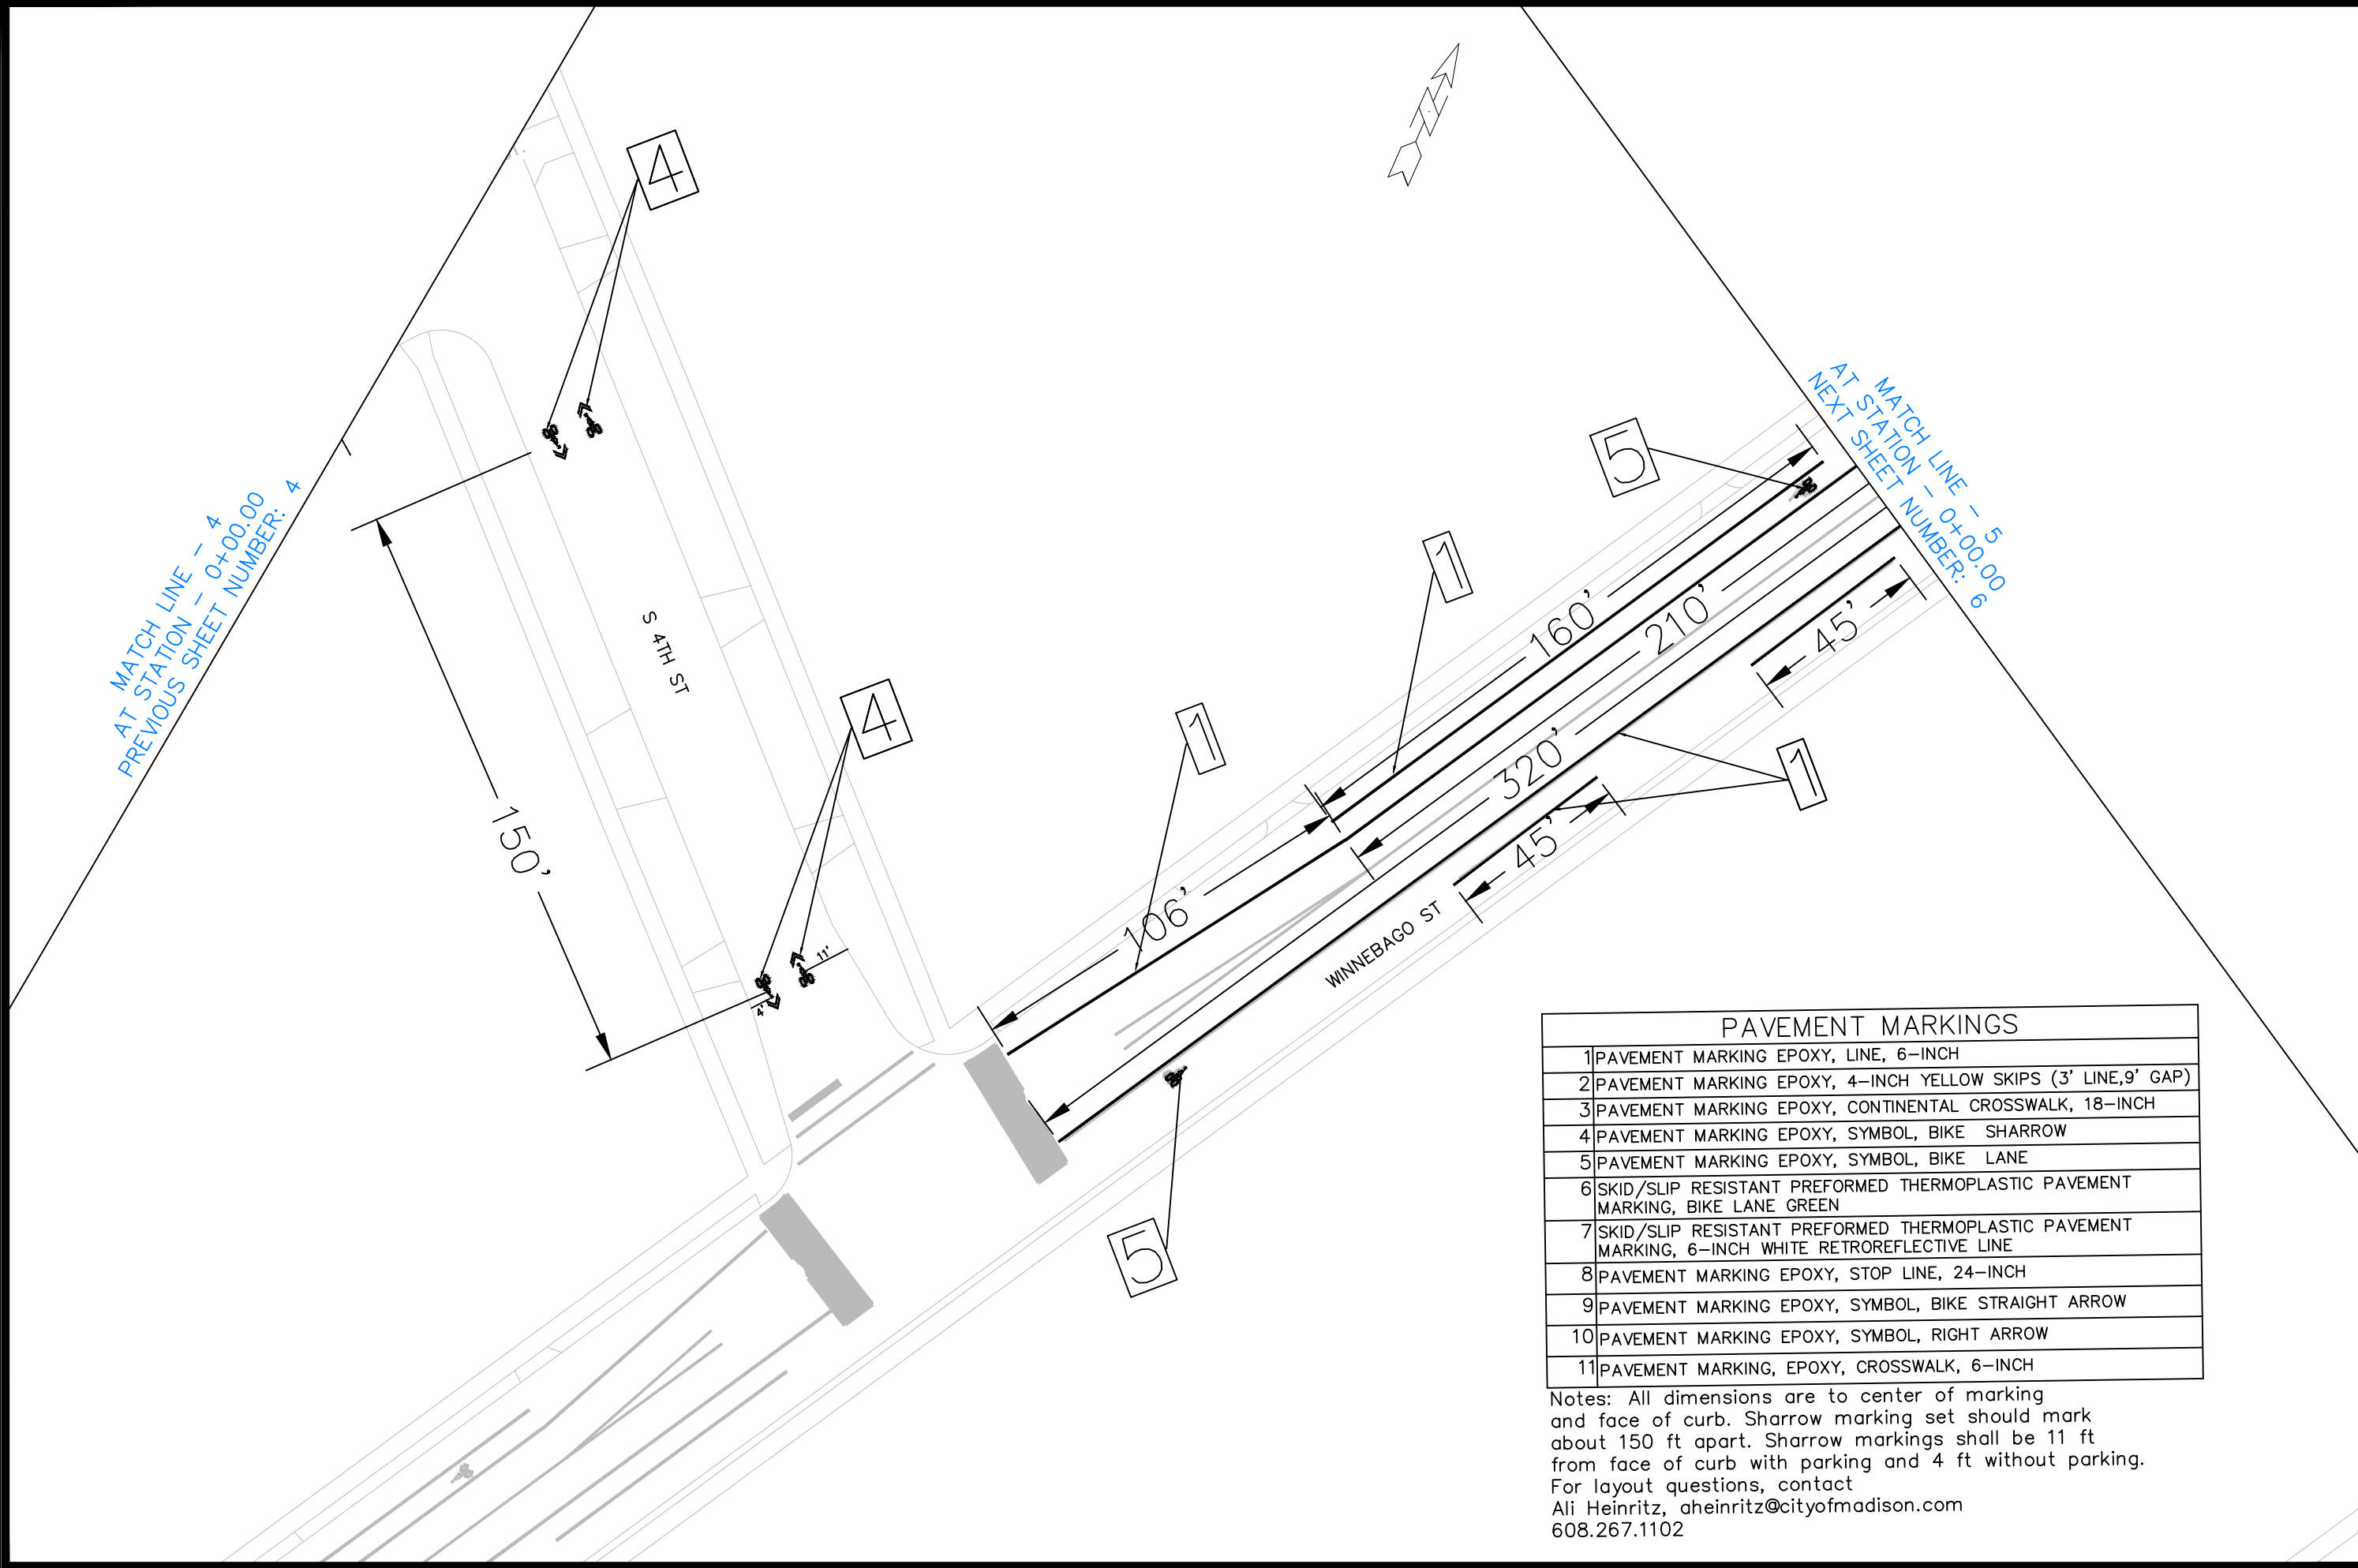 4
MATCH LINE - 4
AT STATION - 0+00.00
PREVIOUS SHEET NUMBER: 4
MATCH LINE - 5
AT STATION - 0+00.00
NEXT SHEET NUMBER: 6
5
1
S 4TH ST
160'
210'
45'
4
1
150'
320'
1
45'
106'
11'
4'
WINNEBAGO ST
5
PAVEMENT MARKINGS
1 PAVEMENT MARKING EPOXY, LINE, 6-INCH
2 PAVEMENT MARKING EPOXY, 4-INCH YELLOW SKIPS (3' LINE,9' GAP)
3 PAVEMENT MARKING EPOXY, CONTINENTAL CROSSWALK, 18-INCH
4 PAVEMENT MARKING EPOXY, SYMBOL, BIKE SHARROW
5 PAVEMENT MARKING EPOXY, SYMBOL, BIKE LANE
6 SKID/SLIP RESISTANT PREFORMED THERMOPLASTIC PAVEMENT
MARKING, BIKE LANE GREEN
7 SKID/SLIP RESISTANT PREFORMED THERMOPLASTIC PAVEMENT
MARKING, 6-INCH WHITE RETROREFLECTIVE LINE
8 PAVEMENT MARKING EPOXY, STOP LINE, 24-INCH
9 PAVEMENT MARKING EPOXY, SYMBOL, BIKE STRAIGHT ARROW
10 PAVEMENT MARKING EPOXY, SYMBOL, RIGHT ARROW
11 PAVEMENT MARKING, EPOXY, CROSSWALK, 6-INCH
Notes: All dimensions are to center of marking
and face of curb. Sharrow marking set should mark
about 150 ft apart. Sharrow markings shall be 11 ft
from face of curb with parking and 4 ft without parking.
For layout questions, contact
Ali Heinritz, aheinritz@cityofmadison.com
608.267.1102